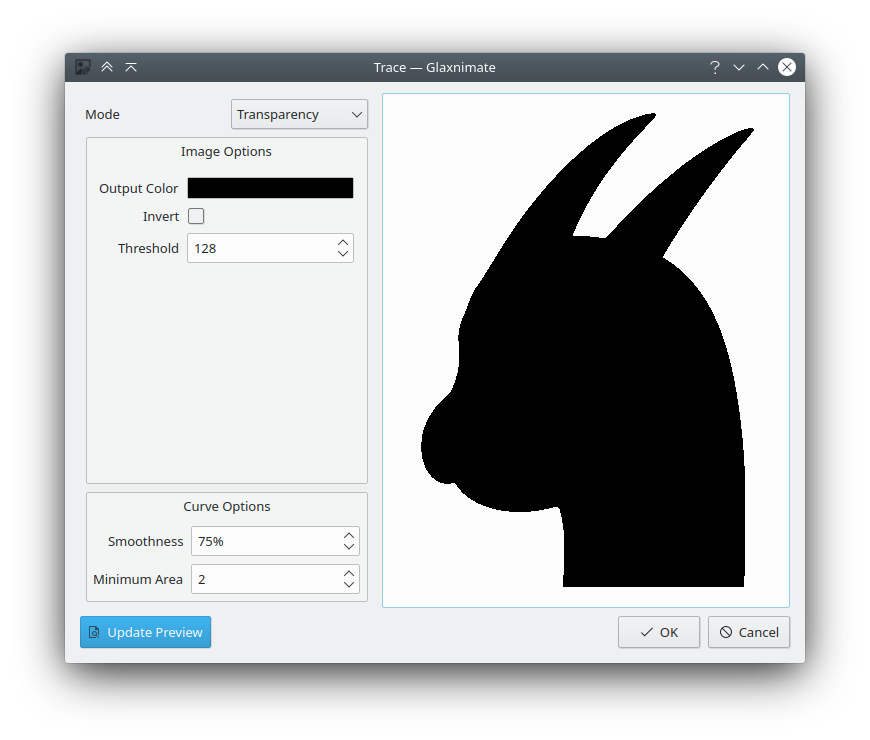 Trace — Glaxnimate
Mode
Transparency
Image Options
Output Color
Invert
Threshold
128
Curve Options
Smoothness
75%
Minimum Area
2
Update Preview
OK
Cancel